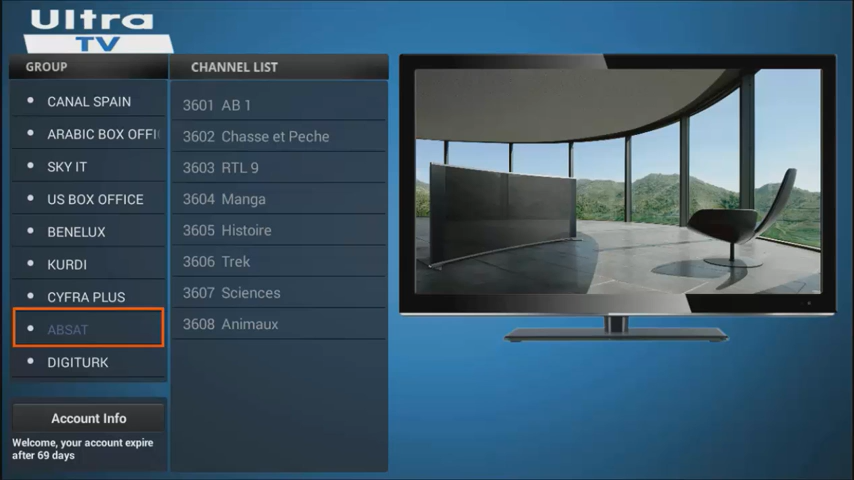 Ultra
TV
GROUP
CANAL SPAIN
ARABIC BOX OFFI
SKY IT
US BOX OFFICE
BENELUX
KURDI
CYFRA PLUS
ABSAT
DIGITURK
Account Info
Welcome, your account expire
after 69 days
CHANNEL LIST
3601 AB 1
3602 Chasse et Peche
3603 RTL 9
3604 Manga
3605 Histoire
3606 Trek
3607 Sciences
3608 Animaux